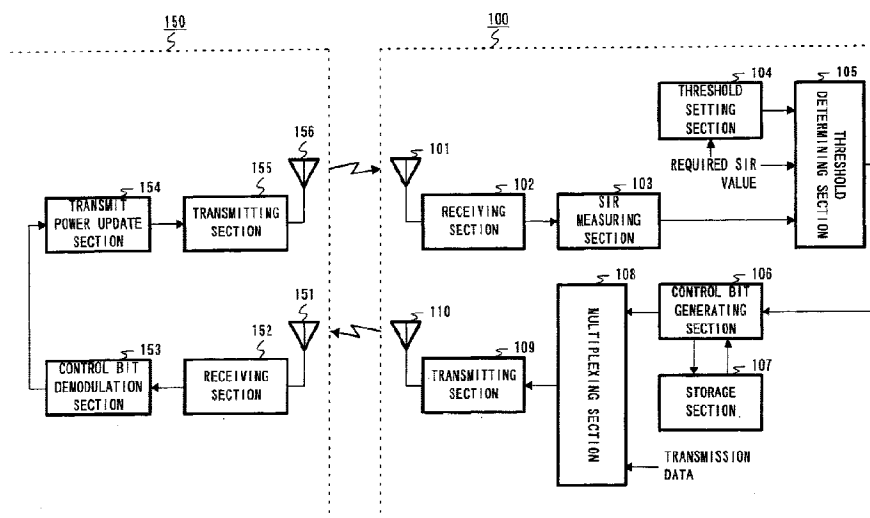 150
100
156
101
104
THRESHOLD
SETTING
SECTION
105
THRESHOLD
DETERMINING SECTION
REQUIRED SIR
VALUE
154
TRANSMIT
POWER UPDATE
SECTION
155
TRANSMITTING
SECTION
102
RECEIVING
SECTION
103
SIR
MEASURING
SECTION
151
110
108
MULTIPLEXING SECTION
106
CONTROL BIT
GENERATING
SECTION
153
CONTROL BIT
DEMODULATION
SECTION
152
RECEIVING
SECTION
109
TRANSMITTING
SECTION
107
STORAGE
SECTION
TRANSMISSION
DATA